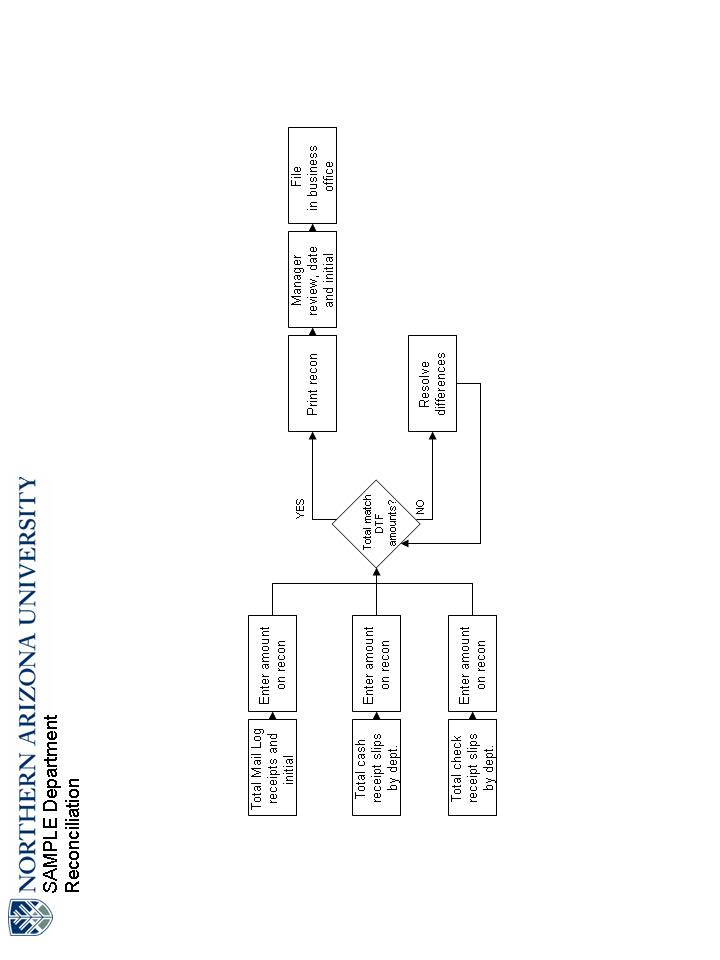 NORTHERN ARIZONA UNIVERSITY
SAMPLE Department
Reconciliation
Total Mail Log
receipts and
initial
Enter amount
on recon
Total cash
receipt slips
by dept.
Enter amount
on recon
Total check
receipt slips
by dept.
Enter amount
on recon
Total match
DTF
amounts?
YES
NO
Print recon
Manager
review, date
and initial
File
in business
office
Resolve
differences